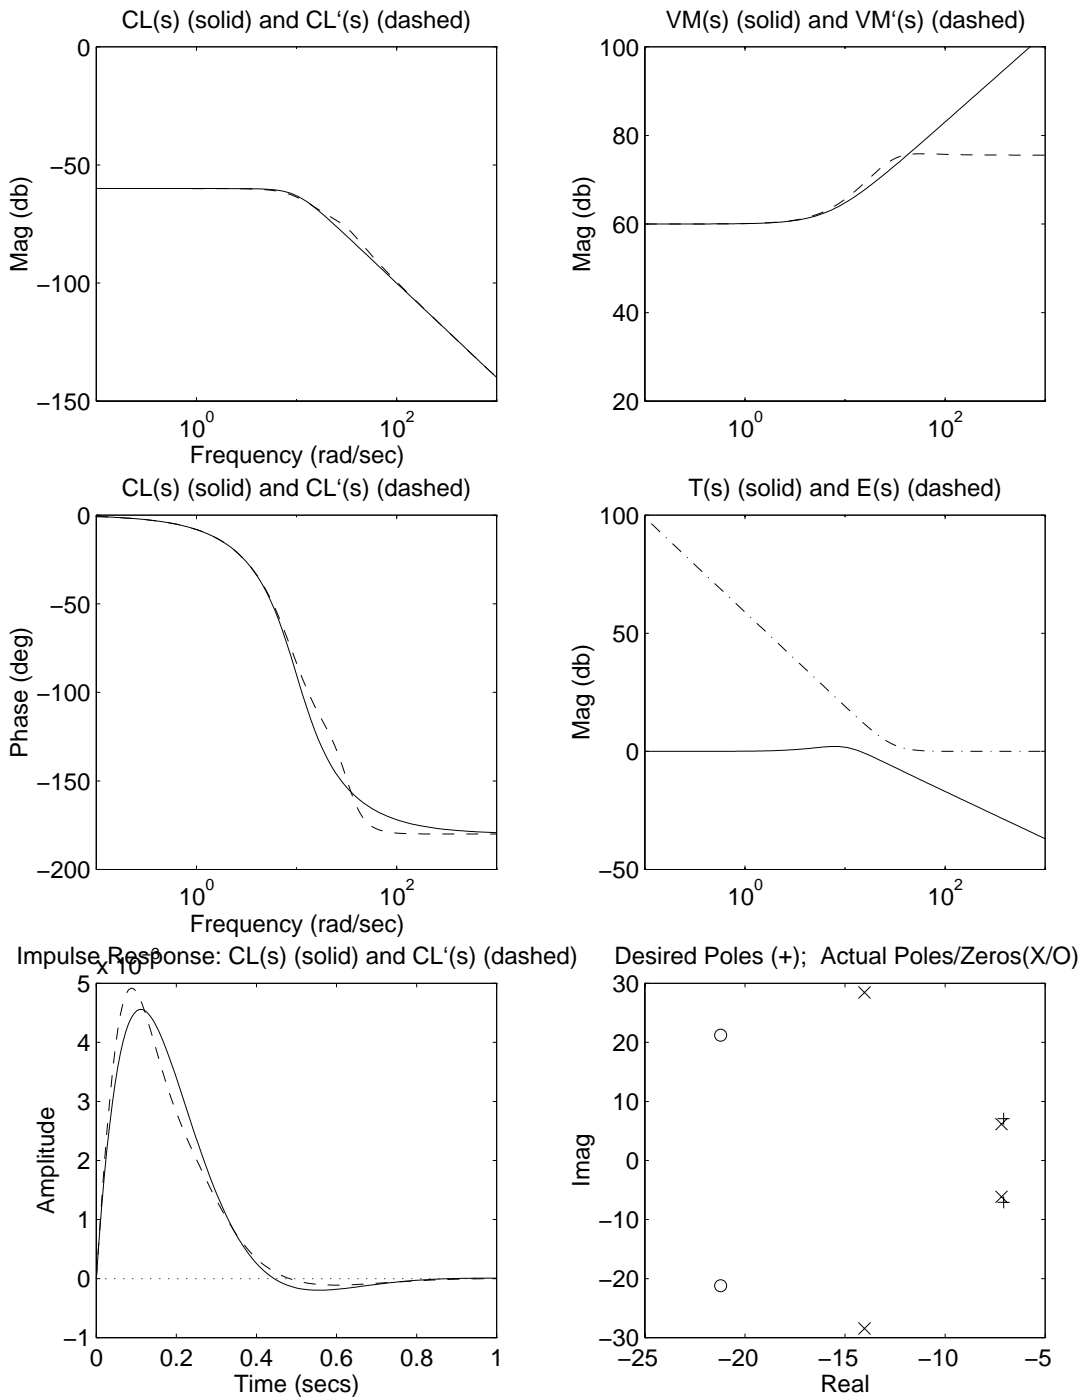 CL(s) (solid) and CL‘(s) (dashed)
0
−50
−100
−150
Mag (db)
10^0
10^2
Frequency (rad/sec)
VM(s) (solid) and VM‘(s) (dashed)
100
80
60
40
20
Mag (db)
10^0
10^2
CL(s) (solid) and CL‘(s) (dashed)
0
−50
−100
−150
−200
Phase (deg)
10^0
10^2
Frequency (rad/sec)
T(s) (solid) and E(s) (dashed)
100
50
0
−50
Mag (db)
10^0
10^2
Impulse Response: CL(s) (solid) and CL‘(s) (dashed)
x 10
5
4
3
2
1
0
−1
Amplitude
0 0.2 0.4 0.6 0.8 1
Time (secs)
Desired Poles (+); Actual Poles/Zeros(X/O)
30
20
10
0
−10
−20
−30
Imag
−25 −20 −15 −10 −5
Real